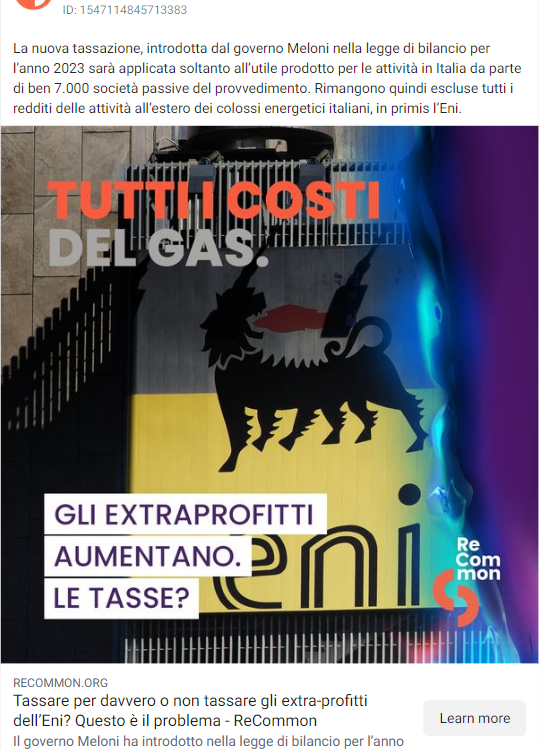 ID: 1547114845713383
La nuova tassazione, introdotta dal governo Meloni nella legge di bilancio per
l’anno 2023 sarà applicata soltanto all’utile prodotto per le attività in Italia da parte
di ben 7.000 società passive del provvedimento. Rimangono quindi escluse tutti i
redditi delle attività all’estero dei colossi energetici italiani, in primis l’Eni.
TUTTI I COSTI
DEL GAS.
GLI EXTRAPROFITTI
AUMENTANO.
LE TASSE?
eni
Re
Com
mon
RECOMMON.ORG
Tassare per davvero o non tassare gli extra-profitti
dell’Eni? Questo è il problema - ReCommon
Learn more
Il governo Meloni ha introdotto nella legge di bilancio per l’anno